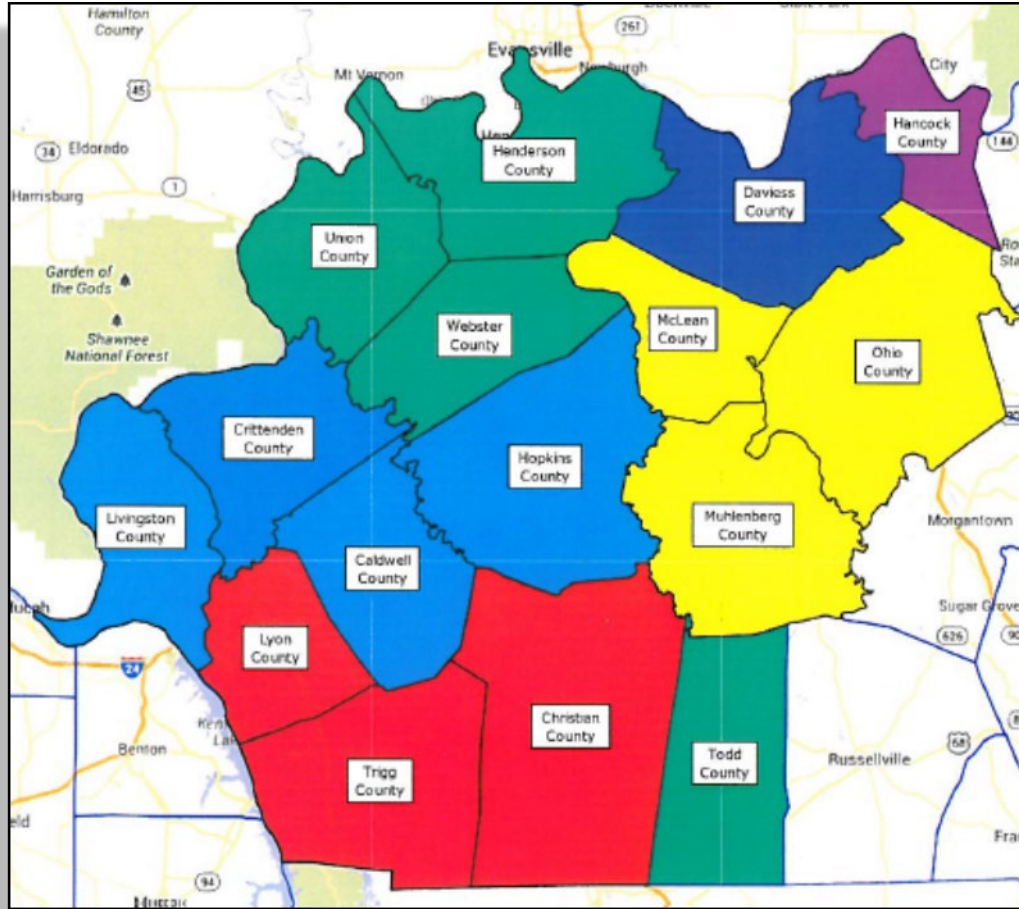 Hamilton
County
261
Evansville
City
Mt Vernon
45
Hancock
County
Henderson
County
144
34
Eldorado
1
Harrisburg
Daviess
County
Union
County
Garden of
the Gods
Webster
County
McLean
County
Shawnee
National Forest
Ohio
County
Crittenden
County
Hopkins
County
Livingston
County
Muhlenberg
County
Morgantown
Caldwell
County
Sugar Grove
626
Lyon
County
24
Christian
County
68
Benton
Todd
County
Russellville
Trigg
County
94